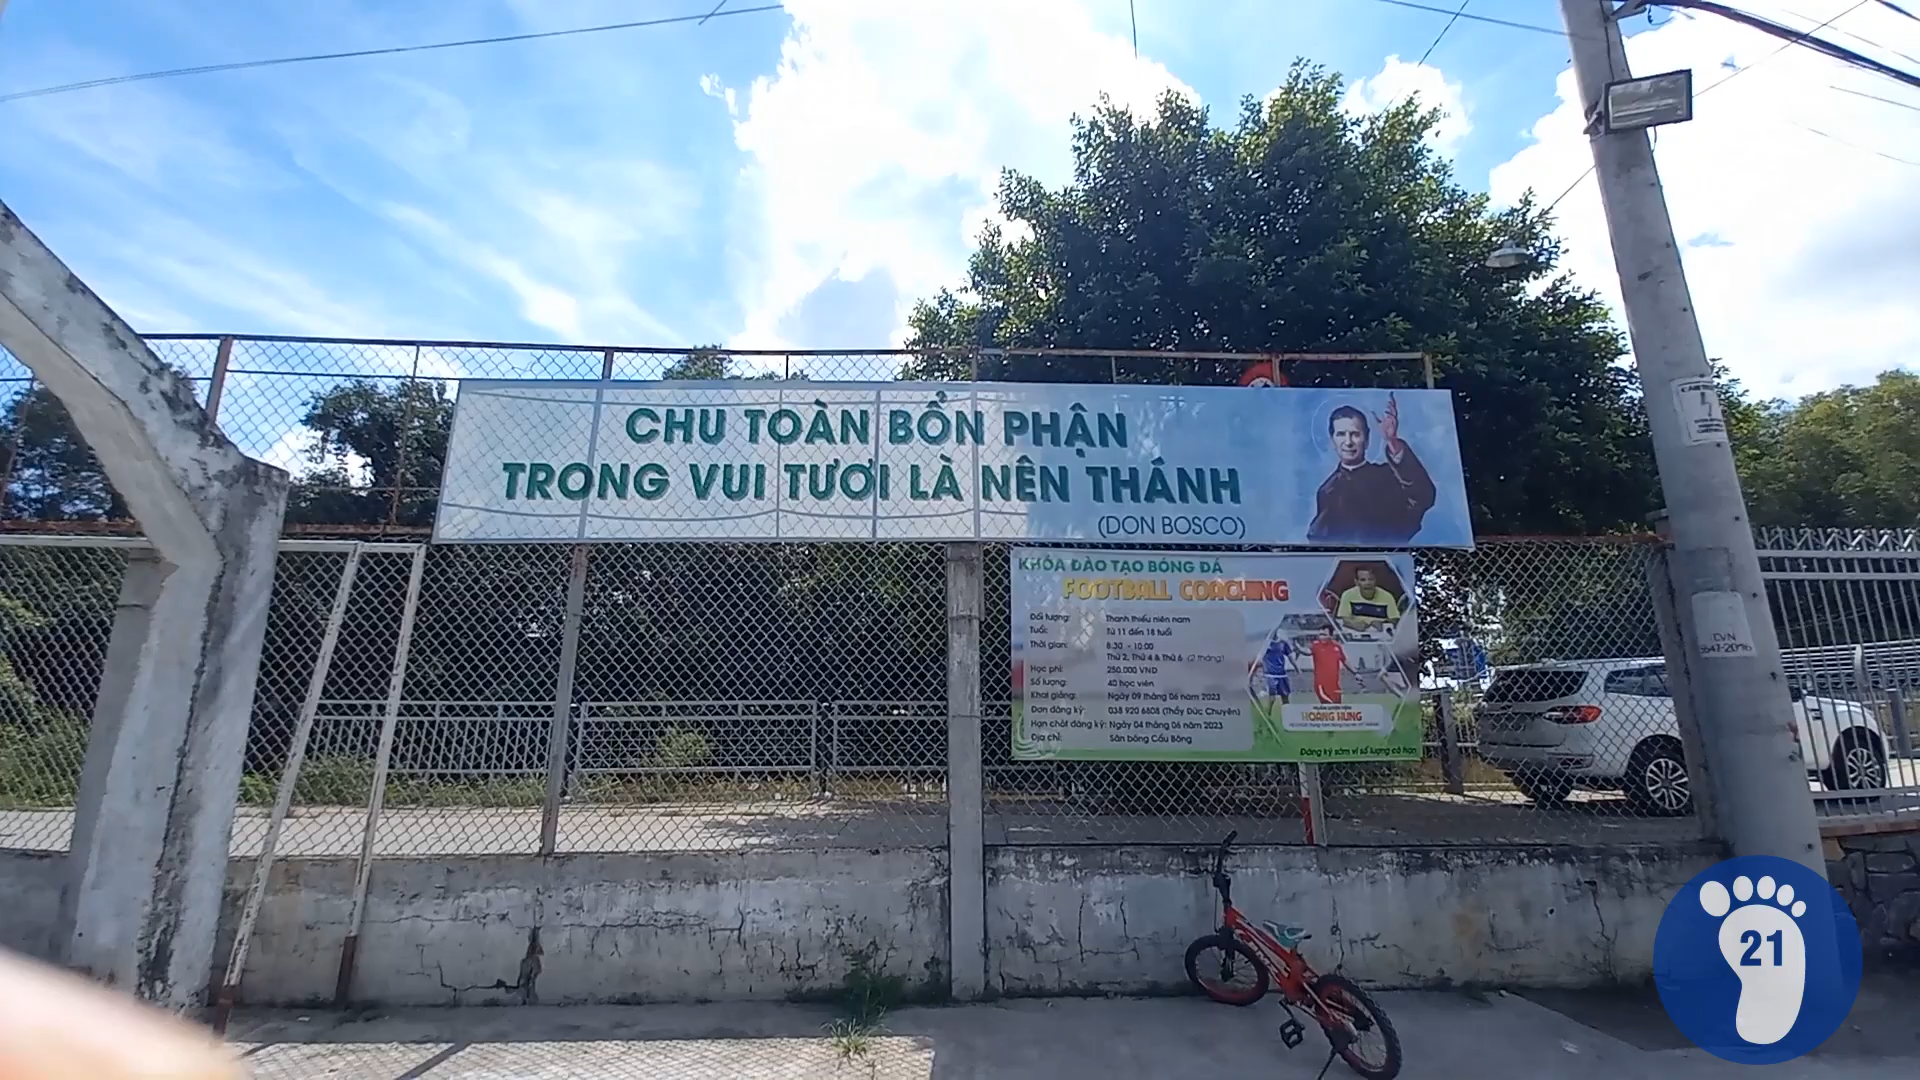 CHU TOÀN BỔN PHẬN
TRONG VUI TƯƠI LÀ NÊN THÁNH
(DON BOSCO)
KHÓA ĐÀO TẠO BÓNG ĐÁ
FOOTBALL COACHING
Đối tượng: Thanh thiếu niên nam
Tuổi: Từ 11 đến 18 tuổi
Thời gian: 8.30 - 10.00
Thứ 2, Thứ 4 & Thứ 6 (2 tháng)
Học phí: 250.000 VND
Số lượng: 40 học viên
Khai giảng: Ngày 09 tháng 06 năm 2023
Đơn đăng ký: 038 920 6808 (Thầy Đức Chuyên)
Hạn chót đăng ký: Ngày 04 tháng 06 năm 2023
Địa chỉ: Sân bóng Cầu Bông
HOÀNG HÙNG
Đăng ký sớm vì số lượng có hạn
21